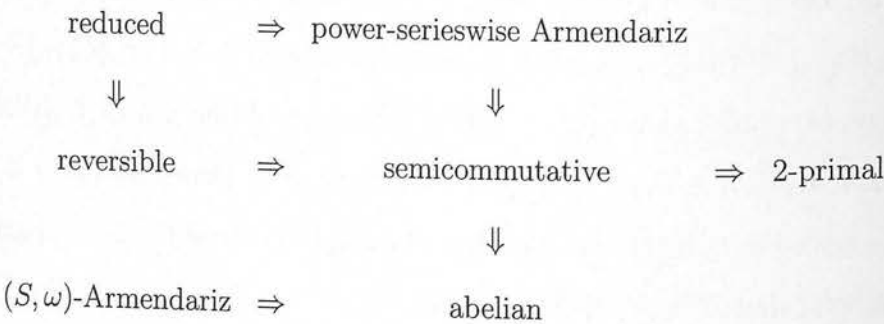 reduced ⇒ power-serieswise Armendariz
⇓ ⇓
reversible ⇒ semicommutative ⇒ 2-primal
⇓
(S, ω)-Armendariz ⇒ abelian